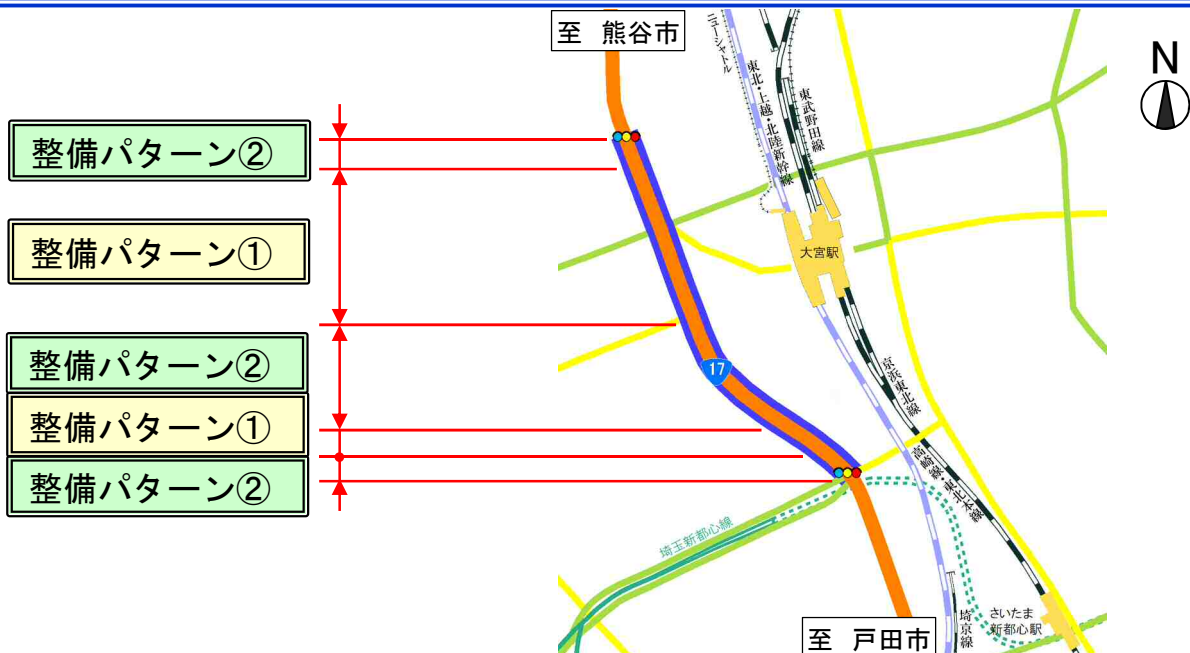 至 熊谷市
N
整備パターン②
整備パターン①
整備パターン②
整備パターン①
整備パターン②
ニューシャトル
東北・上越・北陸新幹線
東武野田線
大宮駅
17
京浜東北線
高崎線・東北本線
埼玉新都心線
埼京線
さいたま
新都心駅
至 戸田市